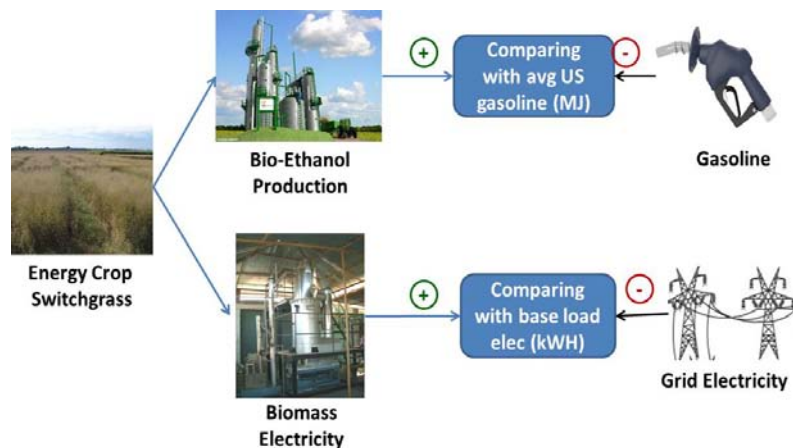 Energy Crop
Switchgrass
Bio-Ethanol
Production
+
Comparing
with avg US
gasoline (MJ)
-
Gasoline
Biomass
Electricity
+
Comparing
with base load
elec (kWH)
-
Grid Electricity